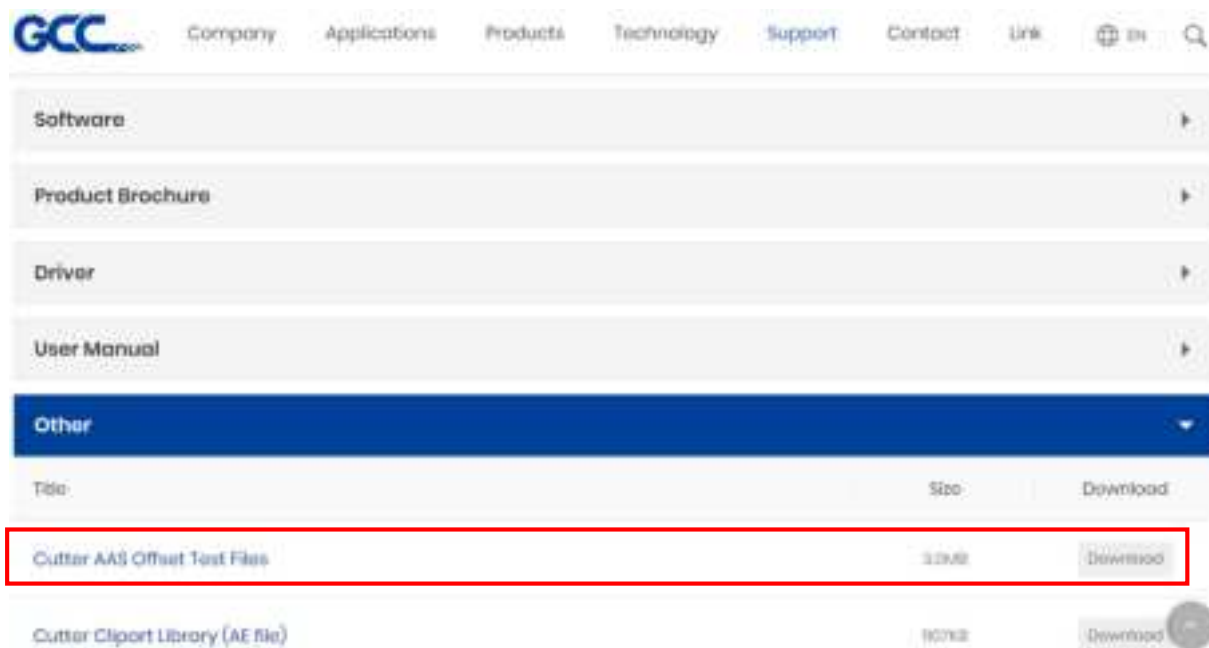 GCC Company Applications Products Technology Support Contact Link EN
Software
Product Brochure
Driver
User Manual
Other
Title Size Download
Cutter AAS Offset Test Files Download
Cutter Clipart Library (AE file) Download